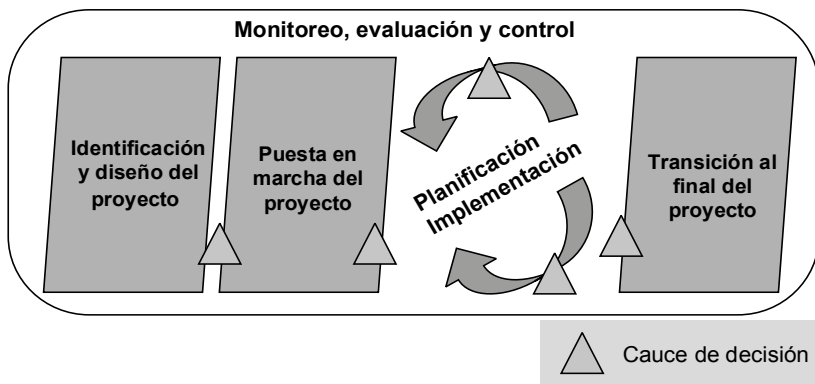 Monitoreo, evaluación y control
Identificación
y diseño del
proyecto
Puesta en
marcha del
proyecto
Planificación
Implementación
Transición al
final del
proyecto
Cauce de decisión